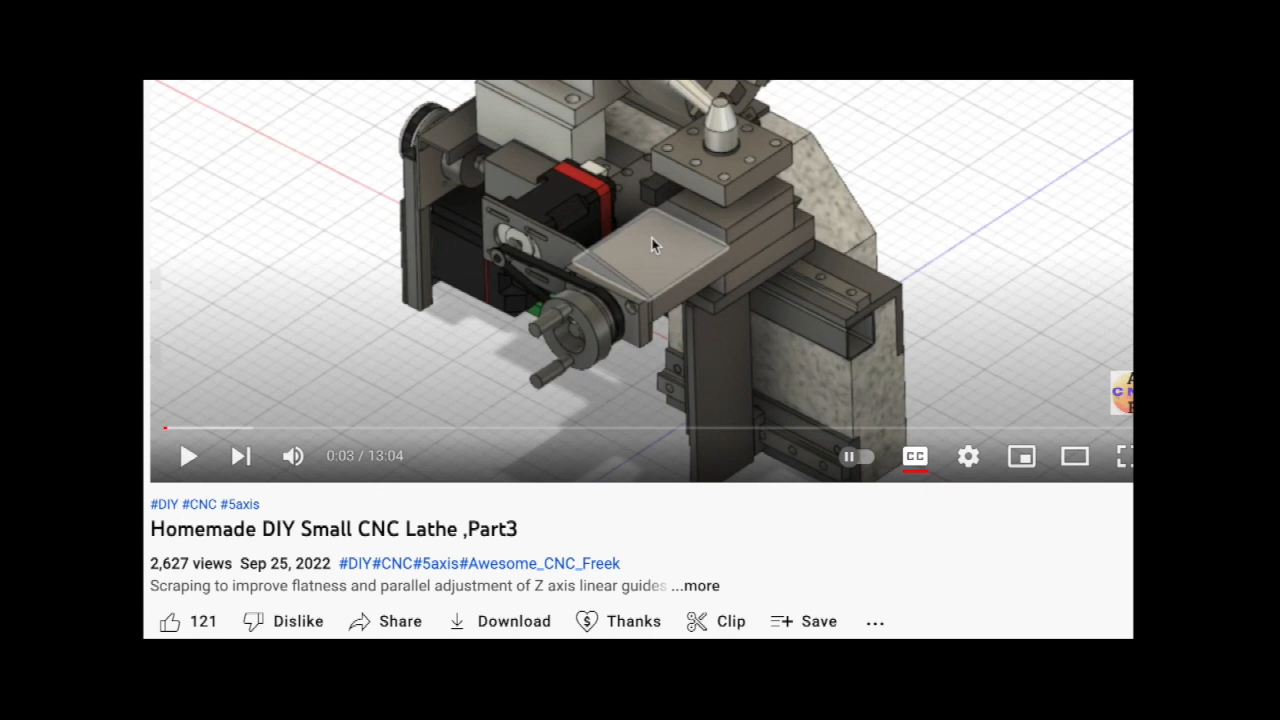 0:03 / 13:04
CC
#DIY #CNC #5axis
Homemade DIY Small CNC Lathe ,Part3
2,627 views Sep 25, 2022 #DIY#CNC#5axis#Awesome_CNC_Freek
Scraping to improve flatness and parallel adjustment of Z axis linear guides ...more
121 Dislike Share Download Thanks Clip Save ...